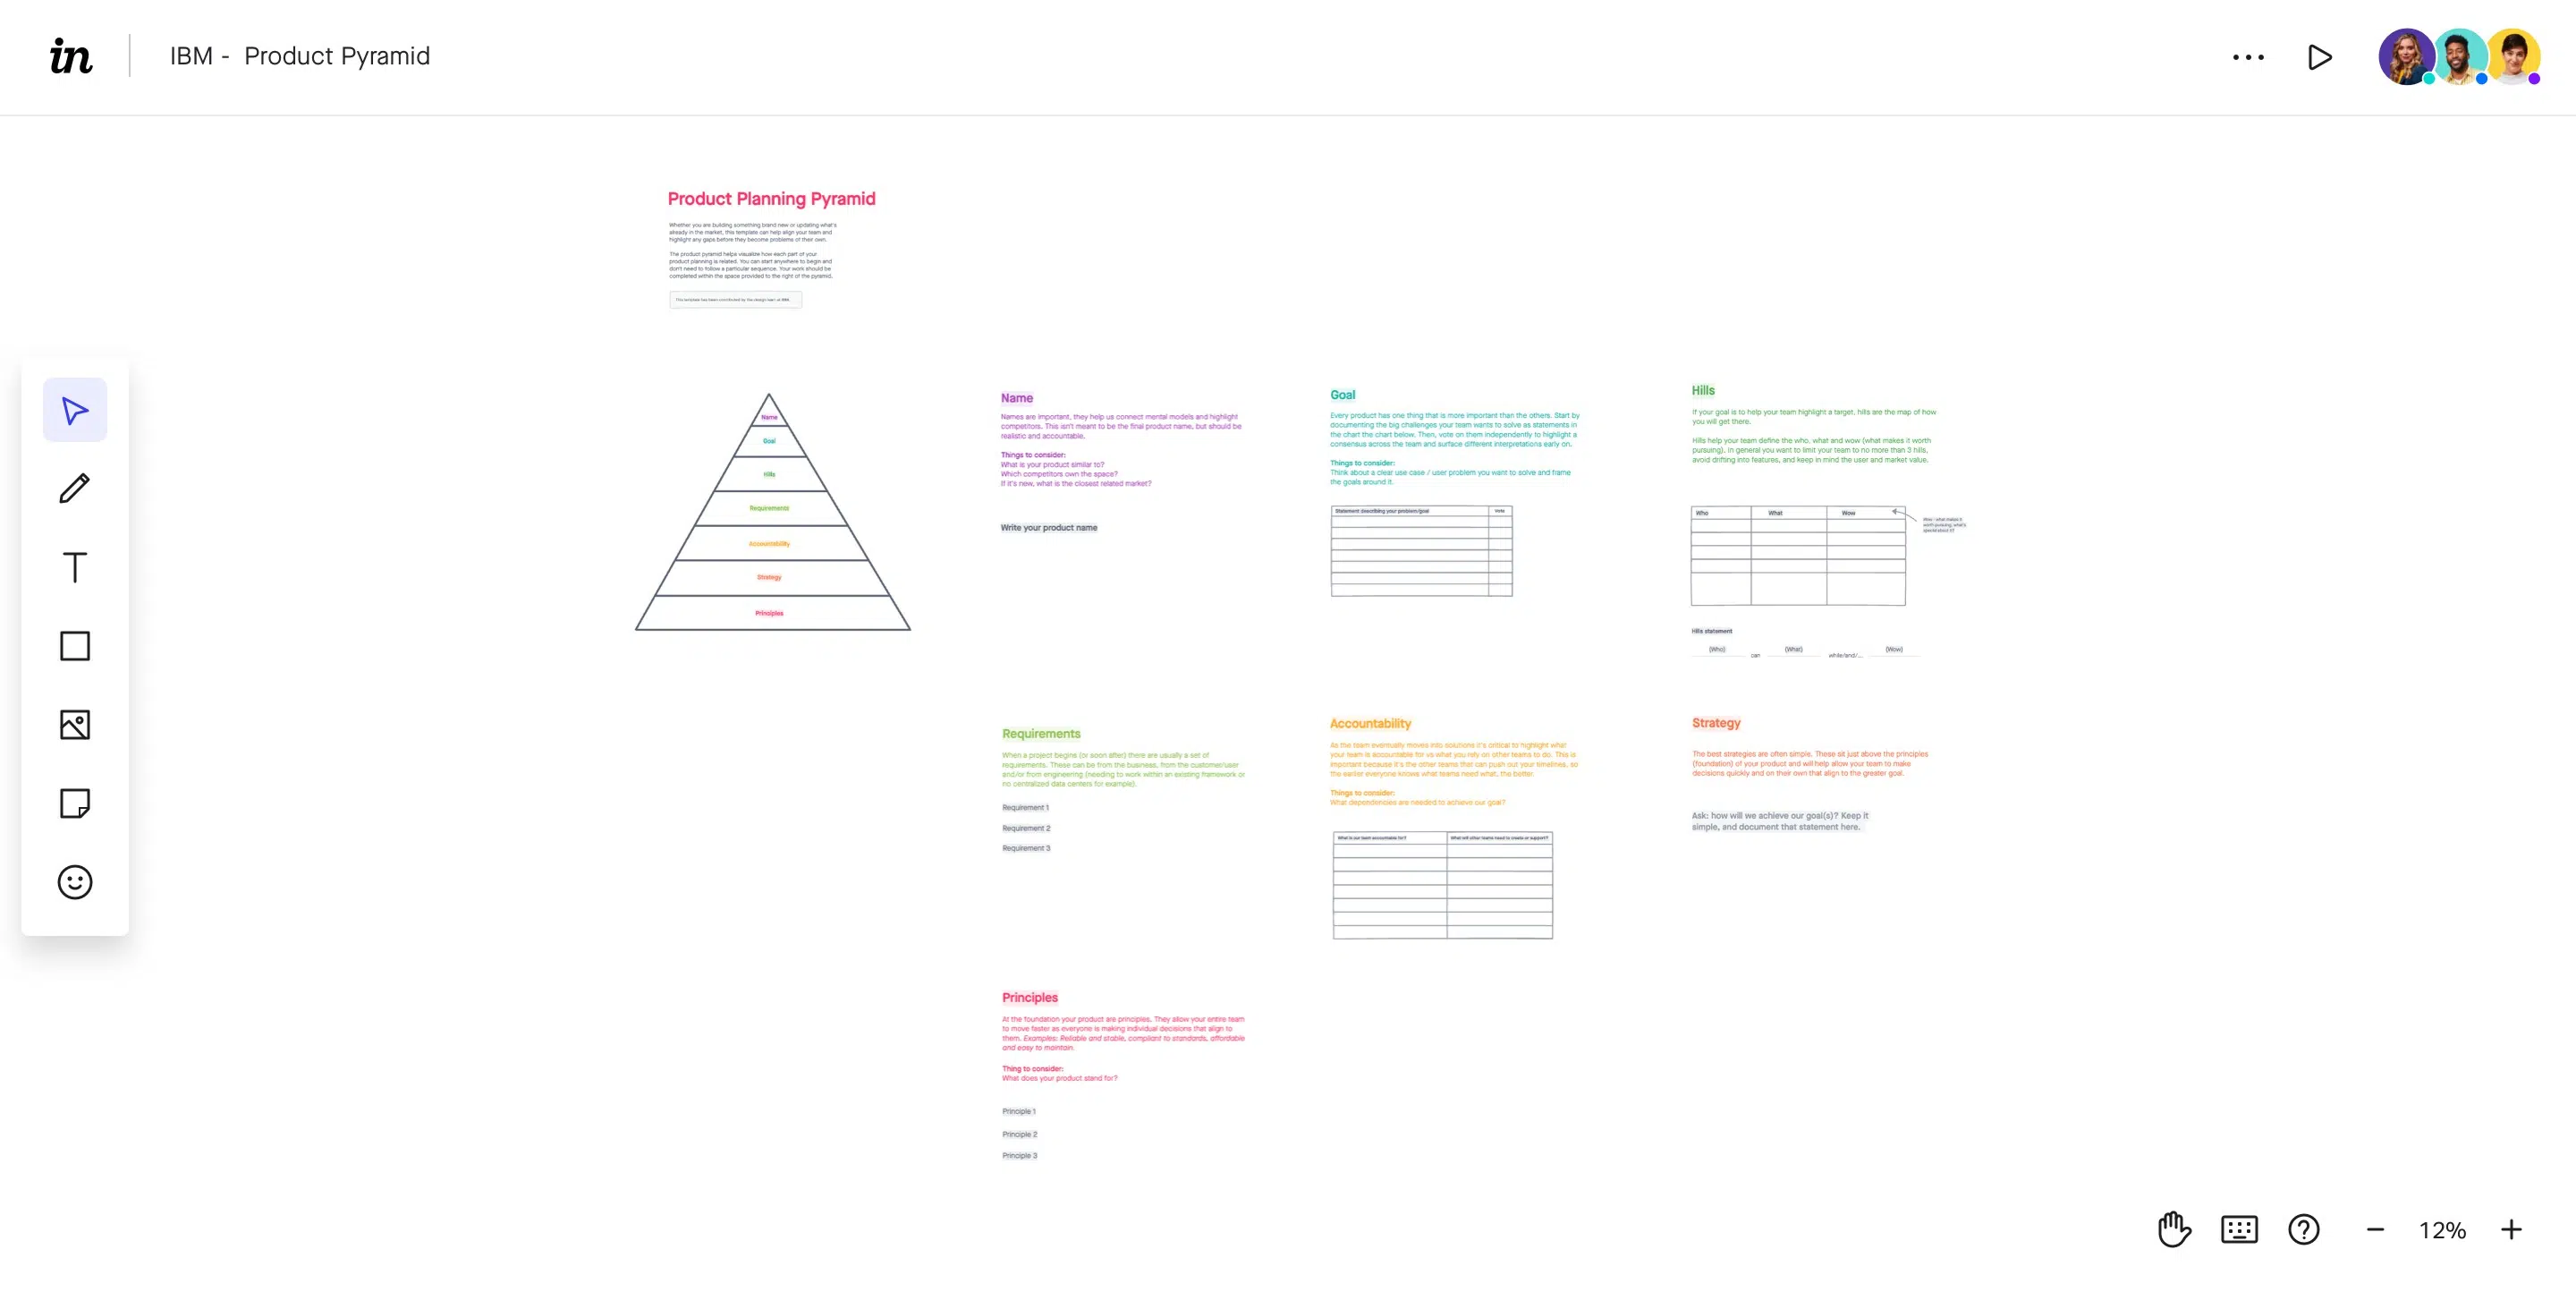 in
IBM - Product Pyramid
Product Planning Pyramid
Whether you are building something brand new or updating what's
already in the market, this template can help align your team and
highlight any gaps before they become problems of their own.
The product pyramid helps visualize how each part of your
product planning is related. You can start anywhere to begin and
don't need to follow a particular sequence. Your work should be
completed within the space provided to the right of the pyramid.
This template has been contributed by the design team at IBM.
Name
Goal
Hills
Requirements
Accountability
Strategy
Principles
Name
Names are important, they help us connect mental models and highlight
competitors. This isn't meant to be the final product name, but should be
realistic and accountable.
Things to consider:
What is your product similar to?
Which competitors own the space?
If it's new, what is the closest related market?
Write your product name
Goal
Every product has one thing that is more important than the others. Start by
documenting the big challenges your team wants to solve as statements in
the chart the chart below. Then, vote on them independently to highlight a
consensus across the team and surface different interpretations early on.
Things to consider:
Think about a clear use case / user problem you want to solve and frame
the goals around it.
Statement describing your problem/goal
Vote
Hills
If your goal is to help your team highlight a target, hills are the map of how
you will get there.
Hills help your team define the who, what and wow (what makes it worth
pursuing). In general you want to limit your team to no more than 3 hills,
avoid drifting into features, and keep in mind the user and market value.
Who
What
Wow
Wow - what makes it
worth pursuing, what's
special about it?
Hills statement
(Who)
can
(What)
while/and/...
(Wow)
Requirements
When a project begins (or soon after) there are usually a set of
requirements. These can be from the business, from the customer/user
and/or from engineering (needing to work within an existing framework or
no centralized data centers for example).
Requirement 1
Requirement 2
Requirement 3
Accountability
As the team eventually moves into solutions it's critical to highlight what
your team is accountable for vs what you rely on other teams to do. This is
important because it's the other teams that can push out your timelines, so
the earlier everyone knows what teams need what, the better.
Things to consider:
What dependencies are needed to achieve our goal?
What is our team accountable for?
What will other teams need to create or support?
Strategy
The best strategies are often simple. These sit just above the principles
(foundation) of your product and will help allow your team to make
decisions quickly and on their own that align to the greater goal.
Ask: how will we achieve our goal(s)? Keep it
simple, and document that statement here.
Principles
At the foundation your product are principles. They allow your entire team
to move faster as everyone is making individual decisions that align to
them. Examples: Reliable and stable, compliant to standards, affordable
and easy to maintain.
Thing to consider:
What does your product stand for?
Principle 1
Principle 2
Principle 3
12%